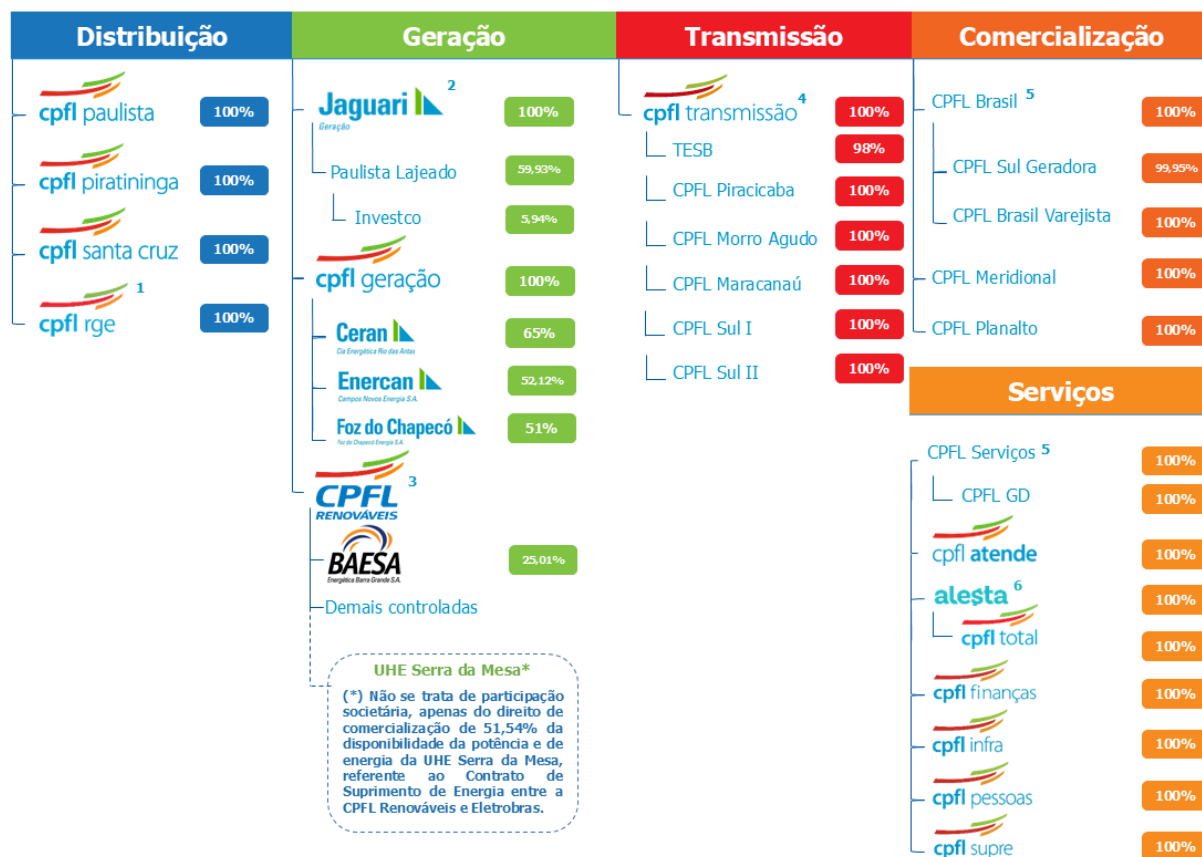 Distribuição
cpfl paulista 100%
cpfl piratininga 100%
cpfl santa cruz 100%
cpfl rge 1 100%
Geração
Jaguari 2 100%
Geração
Paulista Lajeado 59,93%
Investco 5,94%
cpfl geração 100%
Ceran 65%
Cia Energética Rio das Antas
Enercan 52,12%
Campos Novos Energia S.A.
Foz do Chapecó 51%
Foz do Chapecó Energia S.A.
CPFL 3
RENOVÁVEIS
BAESA 25,01%
Energética Barra Grande S.A.
Demais controladas
UHE Serra da Mesa*
(*) Não se trata de participação
societária, apenas do direito de
comercialização de 51,54% da
disponibilidade da potência e de
energia da UHE Serra da Mesa,
referente ao Contrato de
Suprimento de Energia entre a
CPFL Renováveis e Eletrobras.
Transmissão
cpfl transmissão 4 100%
TESB 98%
CPFL Piracicaba 100%
CPFL Morro Agudo 100%
CPFL Maracanaú 100%
CPFL Sul I 100%
CPFL Sul II 100%
Comercialização
CPFL Brasil 5 100%
CPFL Sul Geradora 99,95%
CPFL Brasil Varejista 100%
CPFL Meridional 100%
CPFL Planalto 100%
Serviços
CPFL Serviços 5 100%
CPFL GD 100%
cpfl atende 100%
alesta 6 100%
cpfl total 100%
cpfl finanças 100%
cpfl infra 100%
cpfl pessoas 100%
cpfl supre 100%